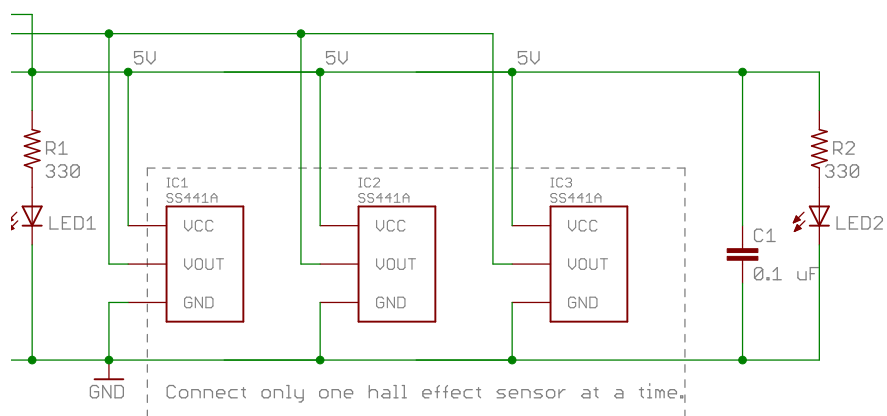 5V
5V
5V
R1
330
LED1
IC1
SS441A
VCC
VOUT
GND
IC2
SS441A
VCC
VOUT
GND
IC3
SS441A
VCC
VOUT
GND
C1
0.1 uF
R2
330
LED2
GND
Connect only one hall effect sensor at a time.